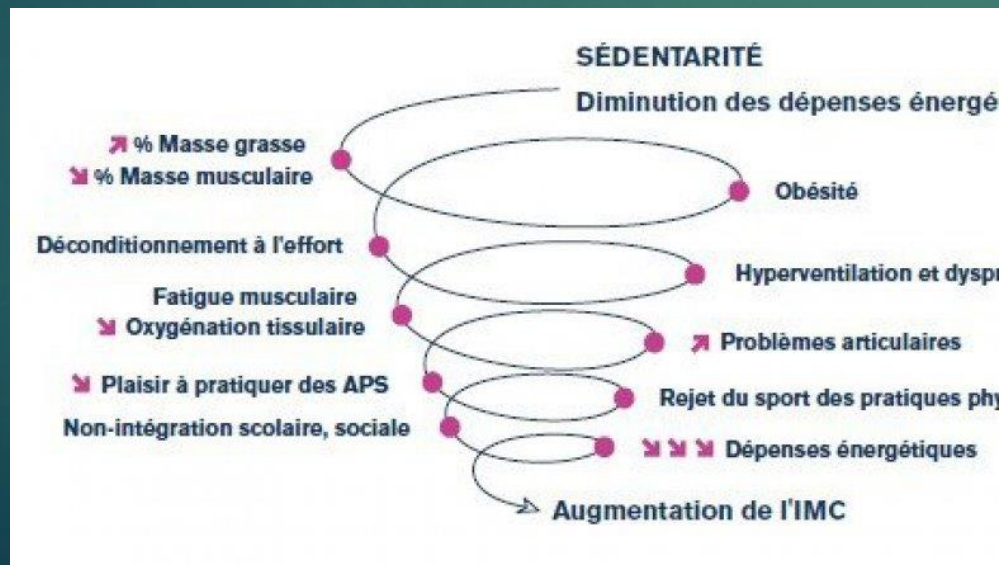 SÉDENTARITÉ
Diminution des dépenses
↗ % Masse grasse
↘ % Masse musculaire
Obésité
Déconditionnement à l'effort
Hyperventilation et
Fatigue musculaire
↘ Oxygénation tissulaire
↗ Problèmes articulaires
↘ Plaisir à pratiquer des APS
Rejet du sport des pratiques
Non-intégration scolaire, sociale
↘ ↘ ↘ Dépenses énergétiques
Augmentation de l'IMC